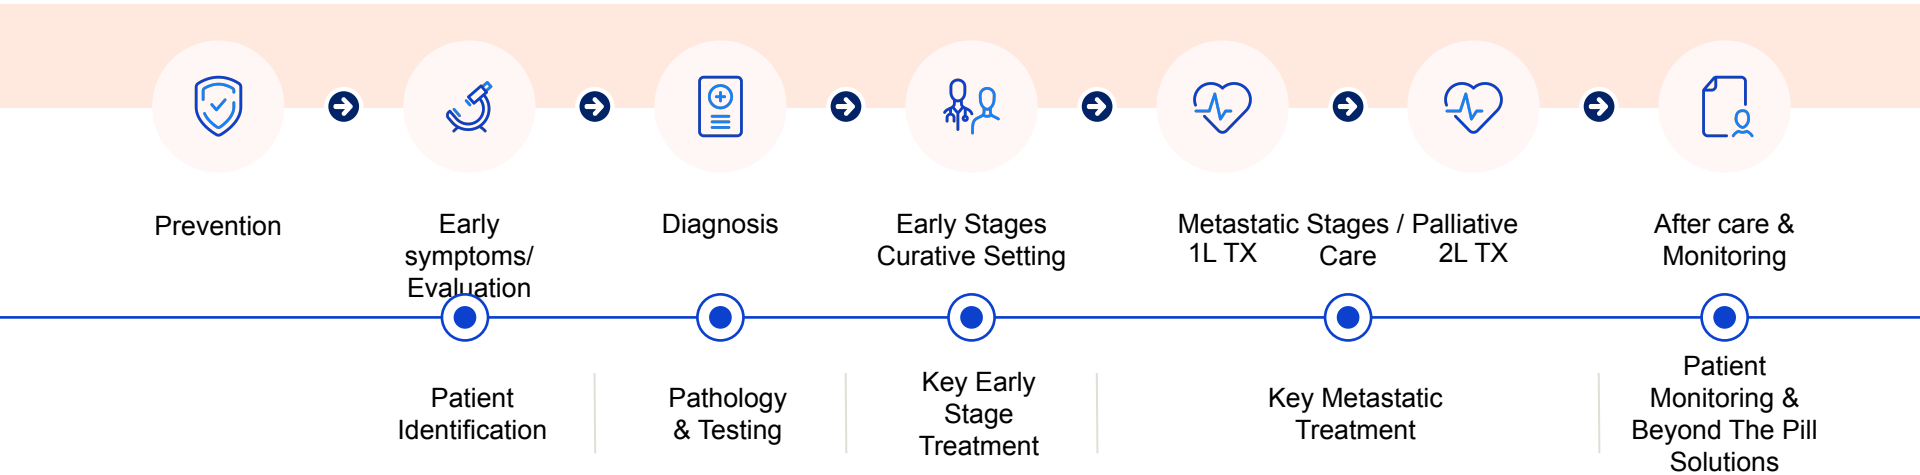 Prevention
Early
symptoms/
Evaluation
Diagnosis
Early Stages
Curative Setting
Metastatic Stages / Palliative
Care
1L TX
2L TX
After care &
Monitoring
Patient
Identification
Pathology
& Testing
Key Early
Stage
Treatment
Key Metastatic
Treatment
Patient
Monitoring &
Beyond The Pill
Solutions